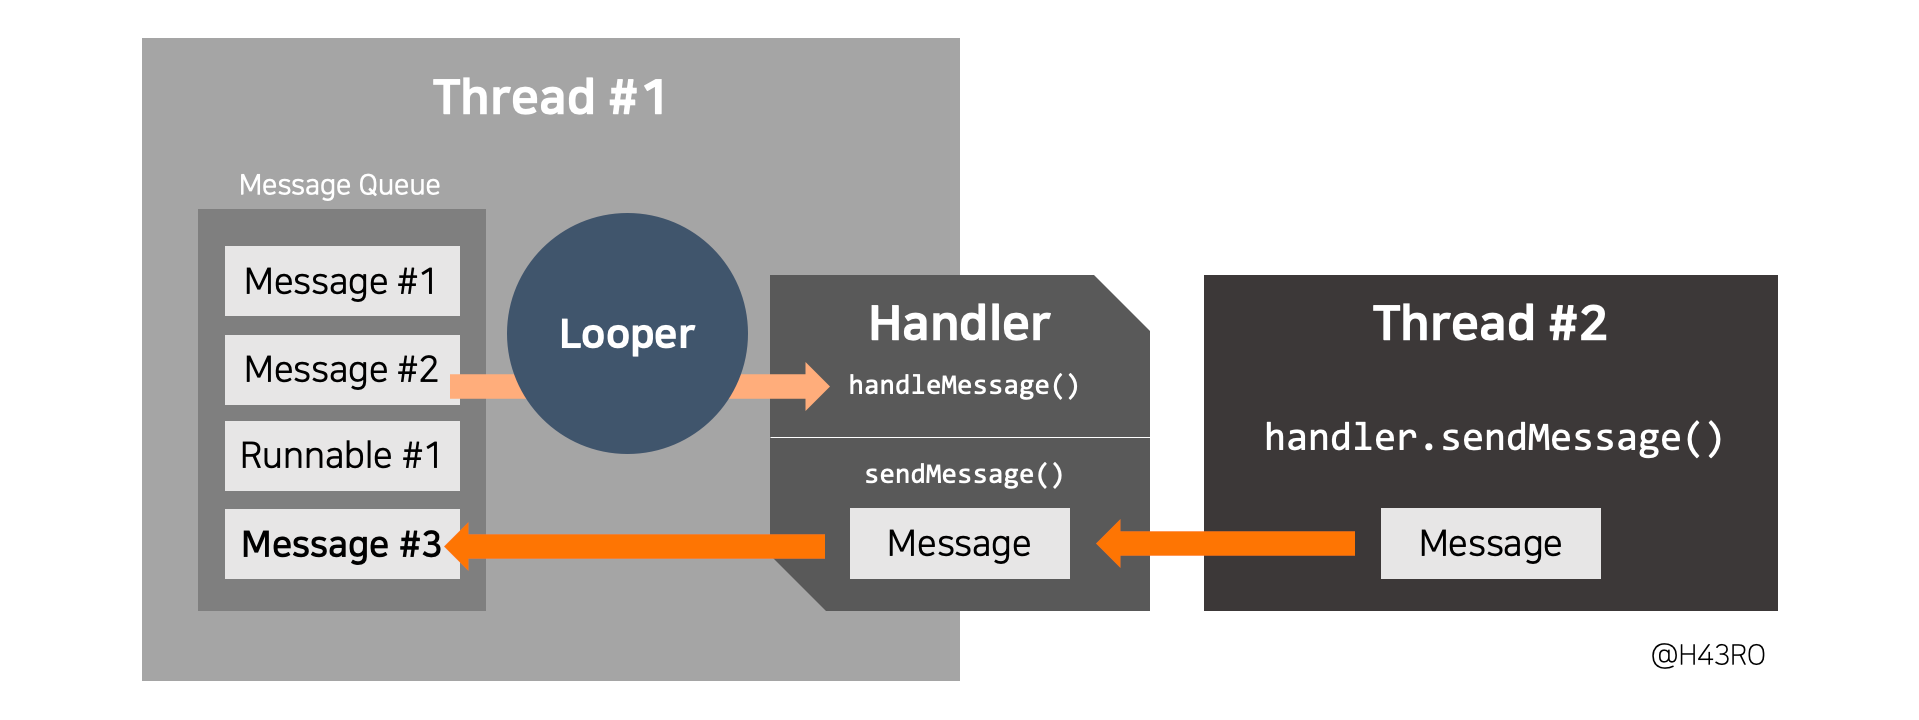 Thread #1
Message Queue
Message #1
Message #2
Runnable #1
Message #3
Looper
Handler
handleMessage()
sendMessage()
Message
Thread #2
handler.sendMessage()
Message
@H43RO